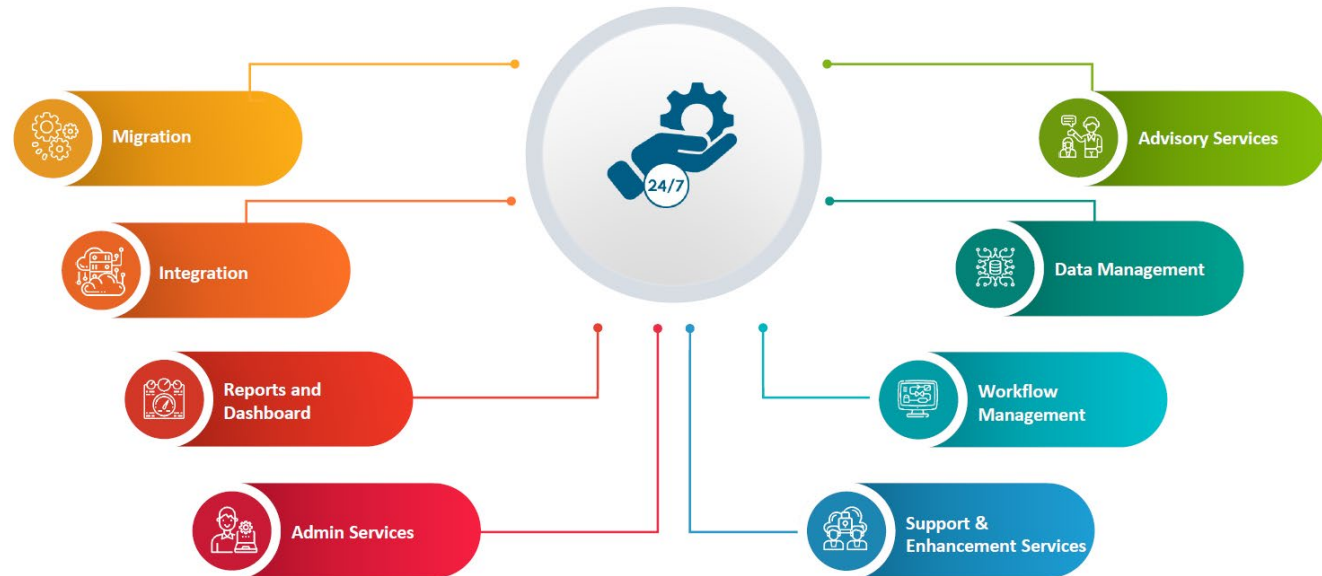 Migration
Integration
Reports and
Dashboard
Admin Services
24/7
Advisory Services
Data Management
Workflow
Management
Support &
Enhancement Services